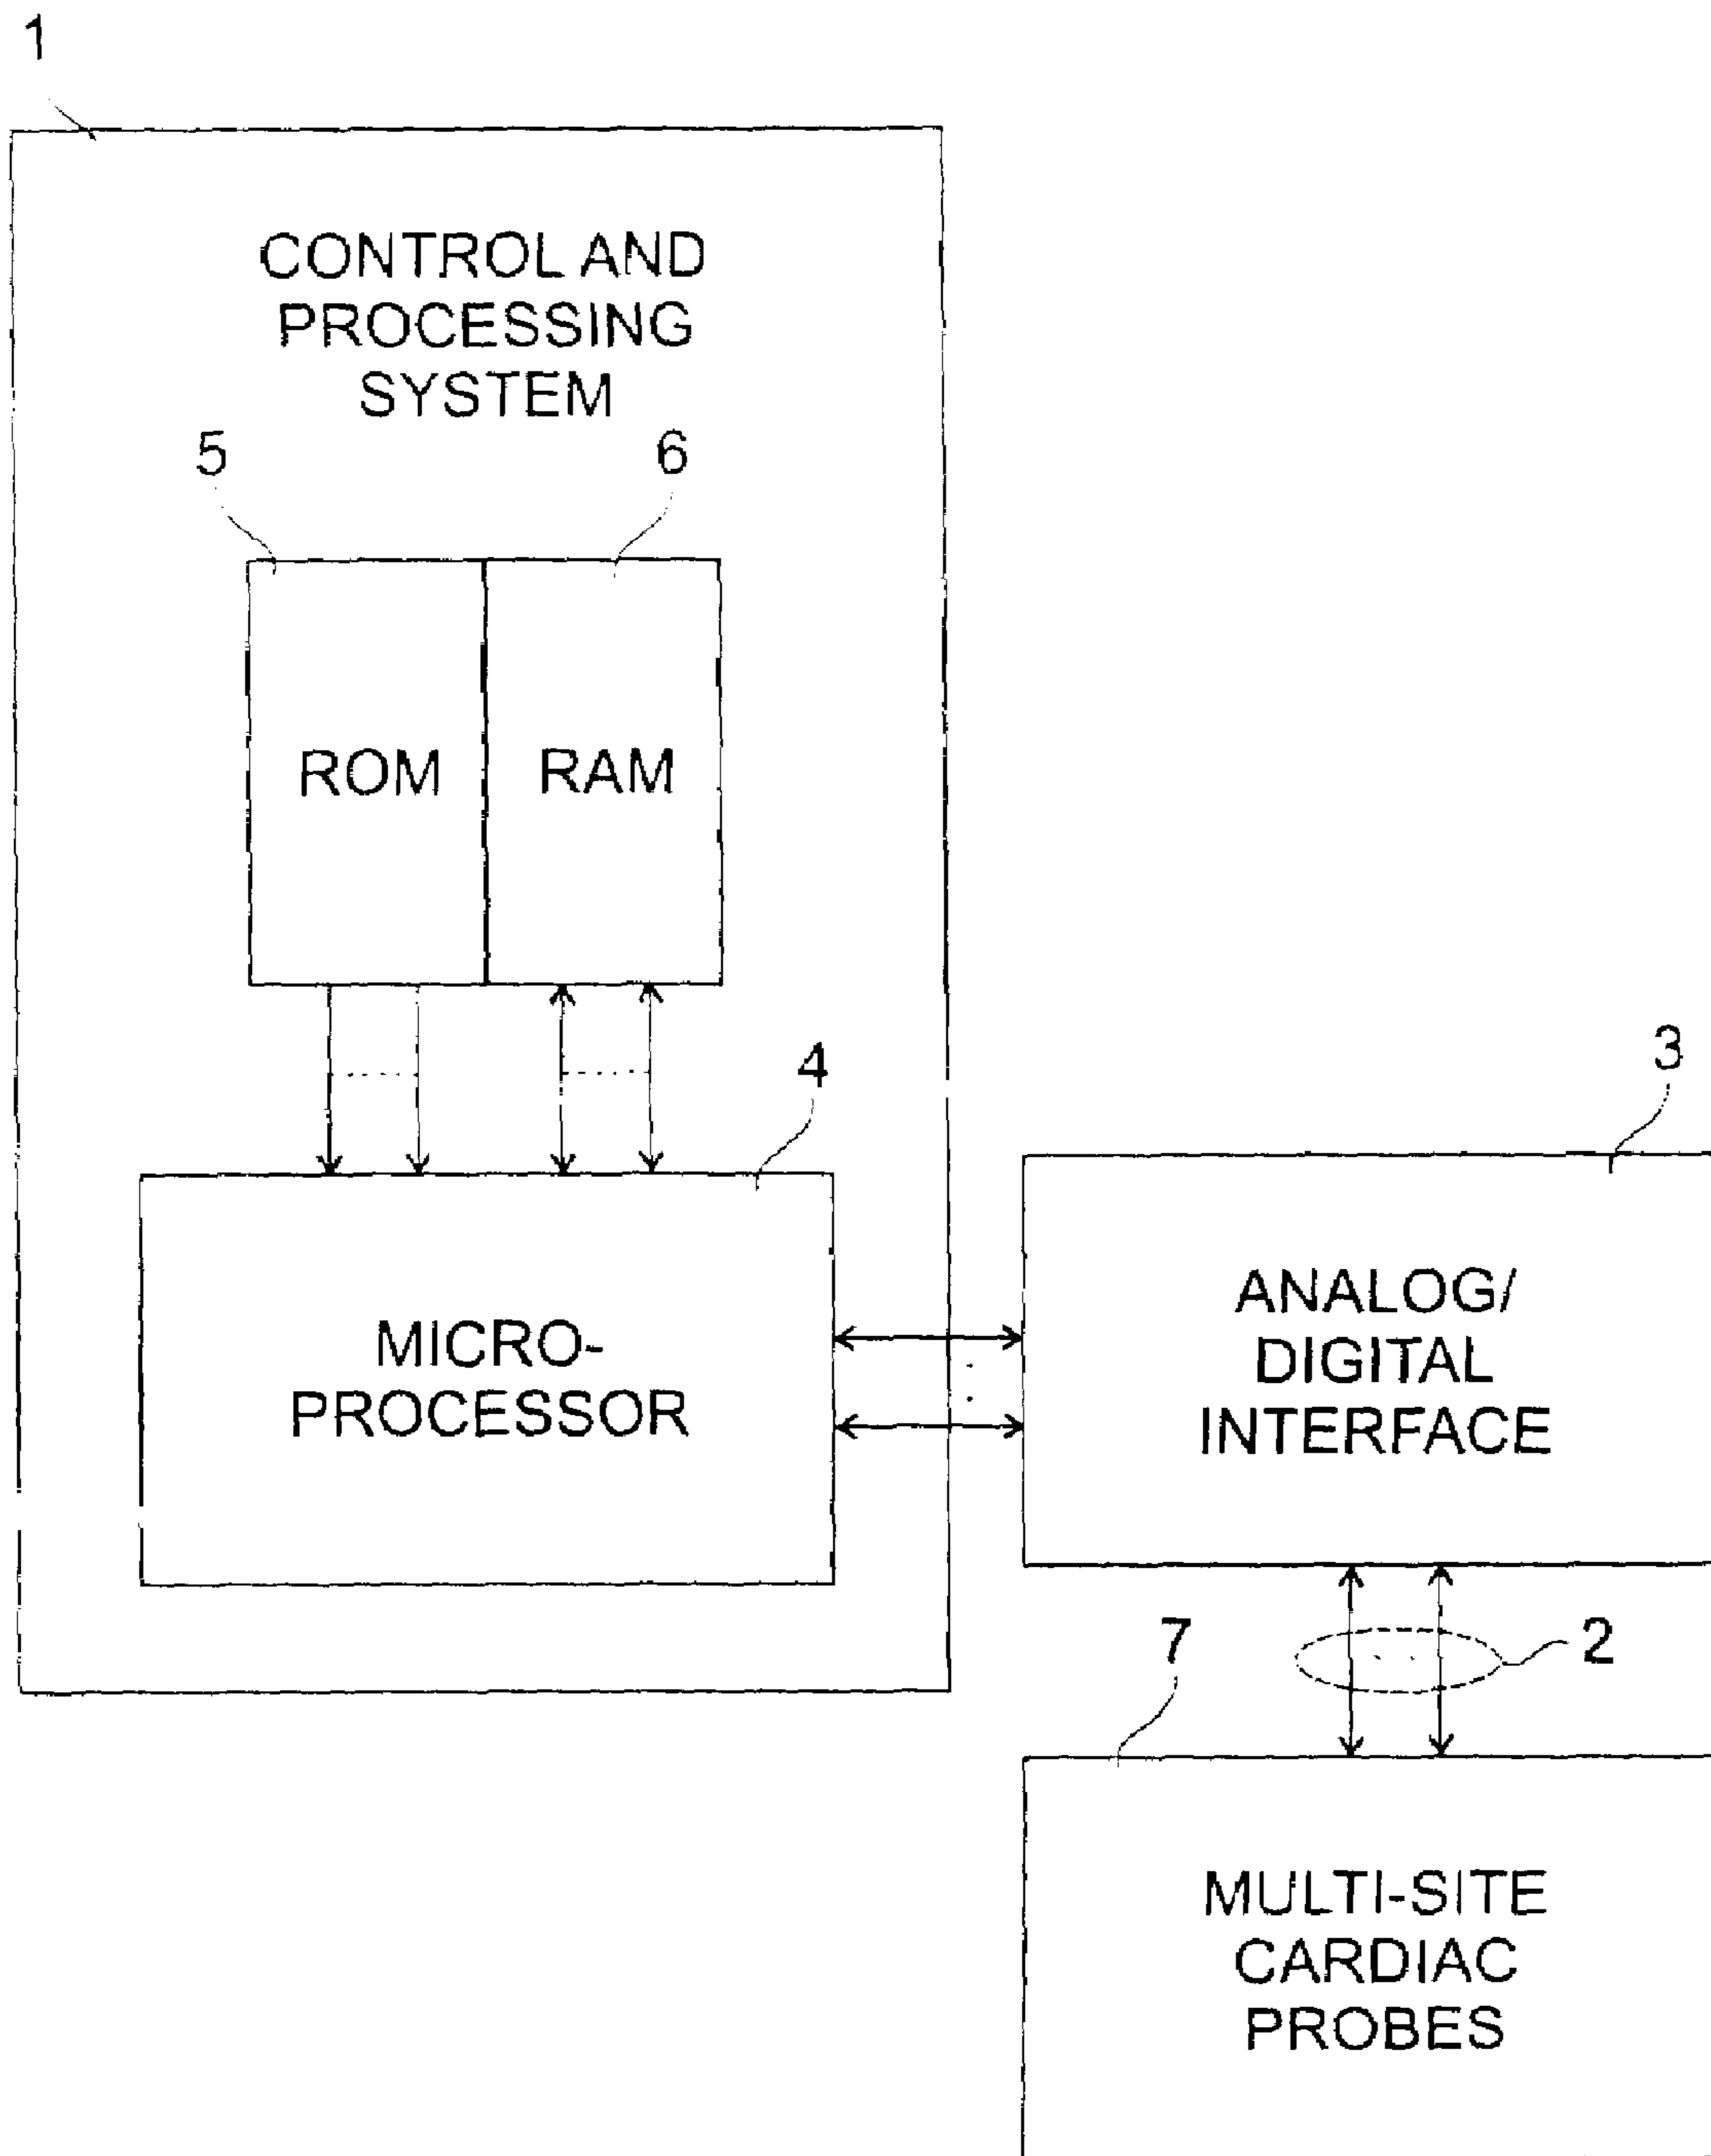 1
CONTROL AND
PROCESSING
SYSTEM
5
6
ROM
RAM
4
3
MICRO-
PROCESSOR
ANALOG/
DIGITAL
INTERFACE
7
2
MULTI-SITE
CARDIAC
PROBES